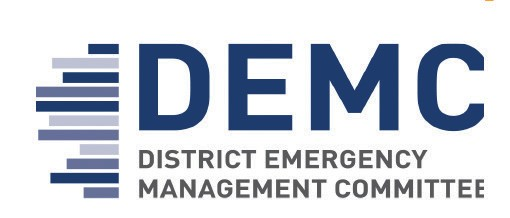 DEMC
DISTRICT EMERGENCY
MANAGEMENT COMMITTEE